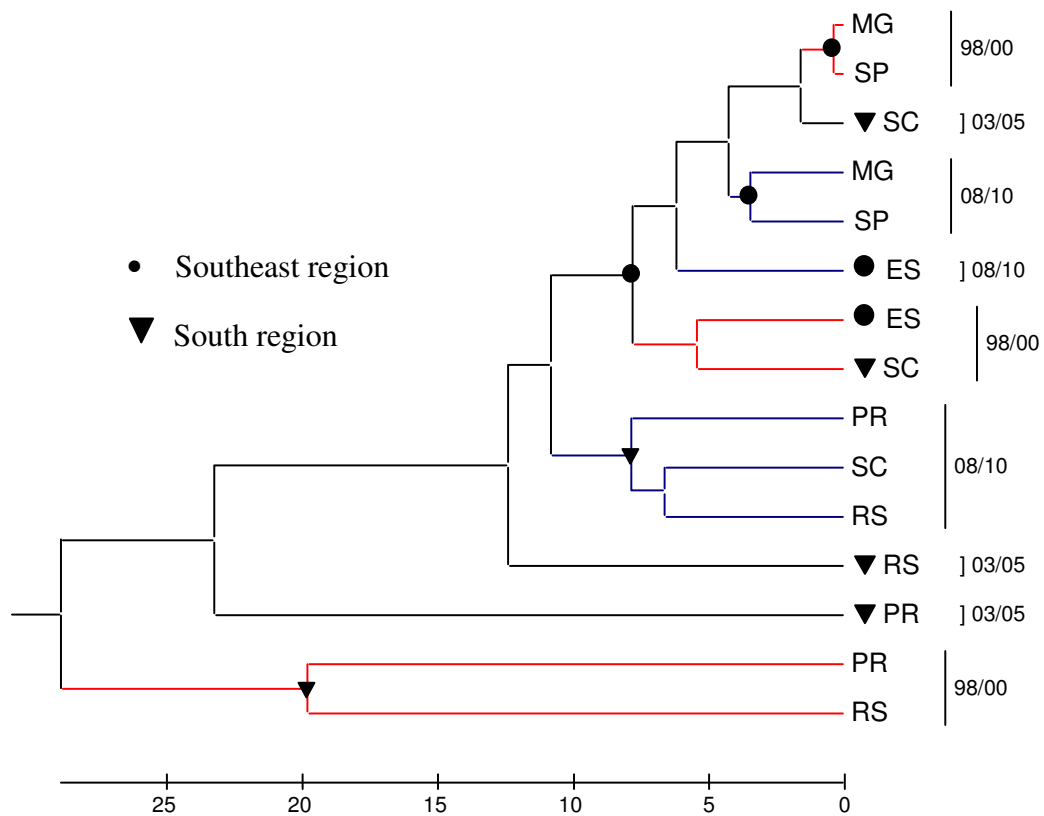 MG
98/00
SP
SC ] 03/05
MG
08/10
SP
Southeast region
ES ] 08/10
South region
ES
98/00
SC
PR
SC 08/10
RS
RS ] 03/05
PR ] 03/05
PR
98/00
RS
25 20 15 10 5 0